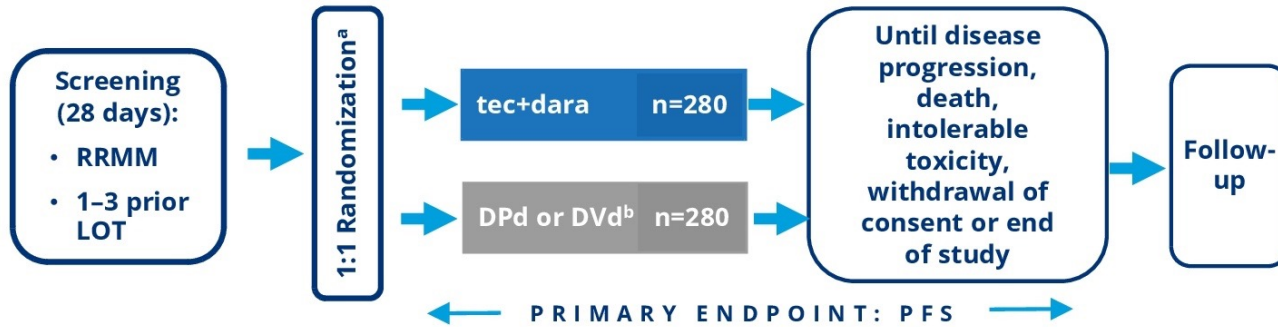 Screening
(28 days):
• RRMM
• 1–3 prior
LOT
1:1 Randomizationᵃ
tec+dara n=280
DPd or DVdᵇ n=280
Until disease
progression,
death,
intolerable
toxicity,
withdrawal of
consent or end
of study
Follow-
up
PRIMARY ENDPOINT: PFS